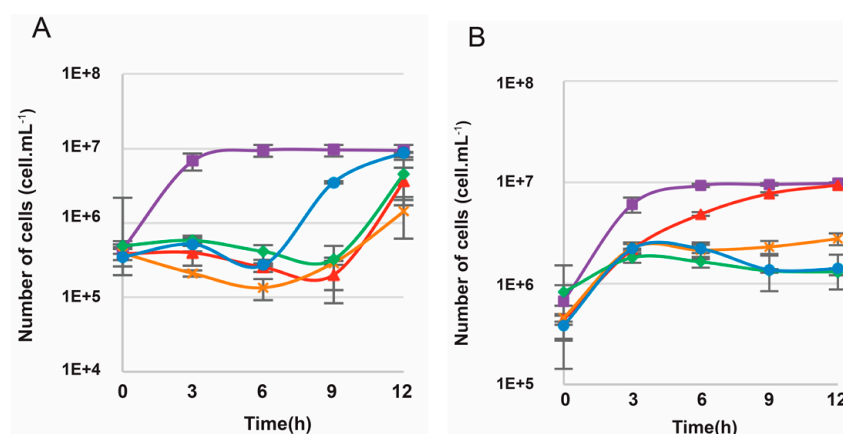 A
1E+8
1E+7
1E+6
1E+5
1E+4
Number of cells (cell.mL⁻¹)
0 3 6 9 12
Time(h)
B
1E+8
1E+7
1E+6
1E+5
Number of cells (cell.mL⁻¹)
0 3 6 9 12
Time(h)